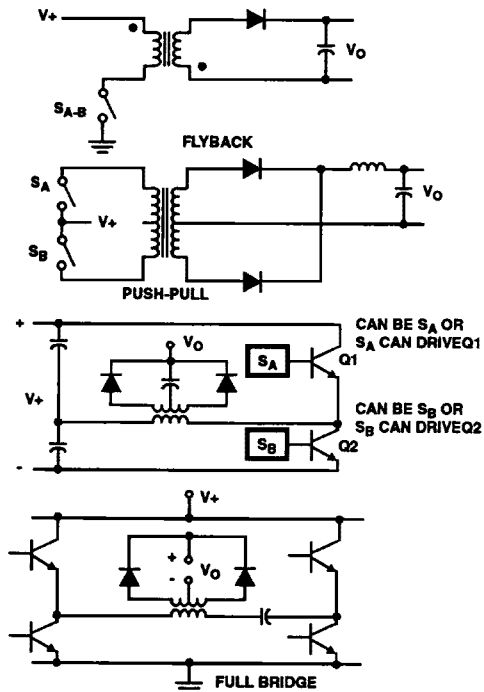 V+
VO
SA-B
FLYBACK
SA
V+
VO
SB
PUSH-PULL
+
CAN BE SA OR
SA CAN DRIVEQ1
VO
SA
Q1
V+
CAN BE SB OR
SB CAN DRIVEQ2
SB
Q2
-
V+
+
VO
-
FULL BRIDGE